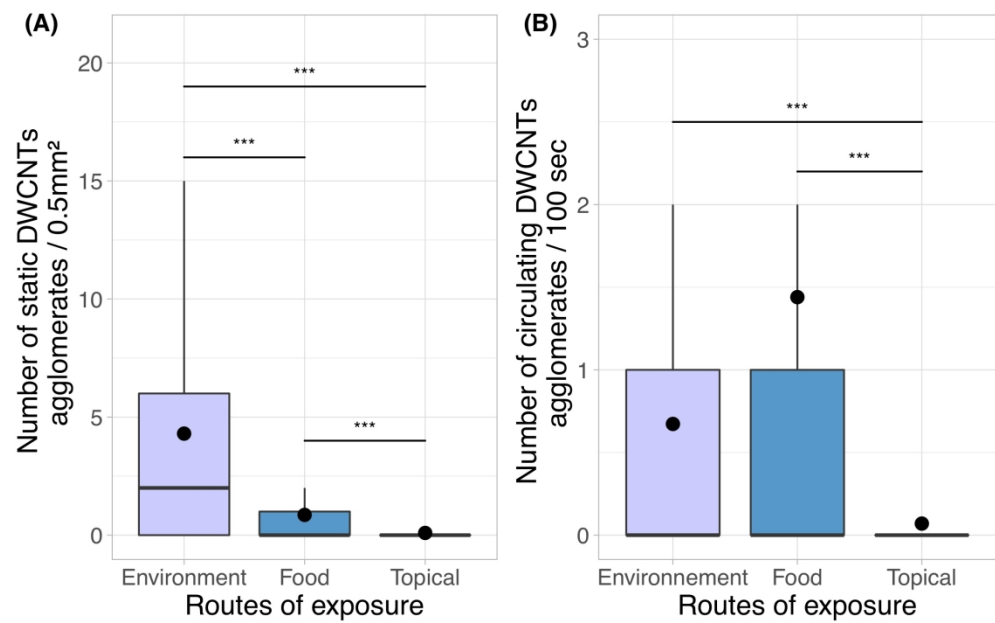 (A)
Number of static DWCNTs
agglomerates / 0.5mm²
20
15
10
5
0
***
***
***
Environment
Food
Topical
Routes of exposure
(B)
Number of circulating DWCNTs
agglomerates / 100 sec
3
2
1
0
***
***
Environnement
Food
Topical
Routes of exposure